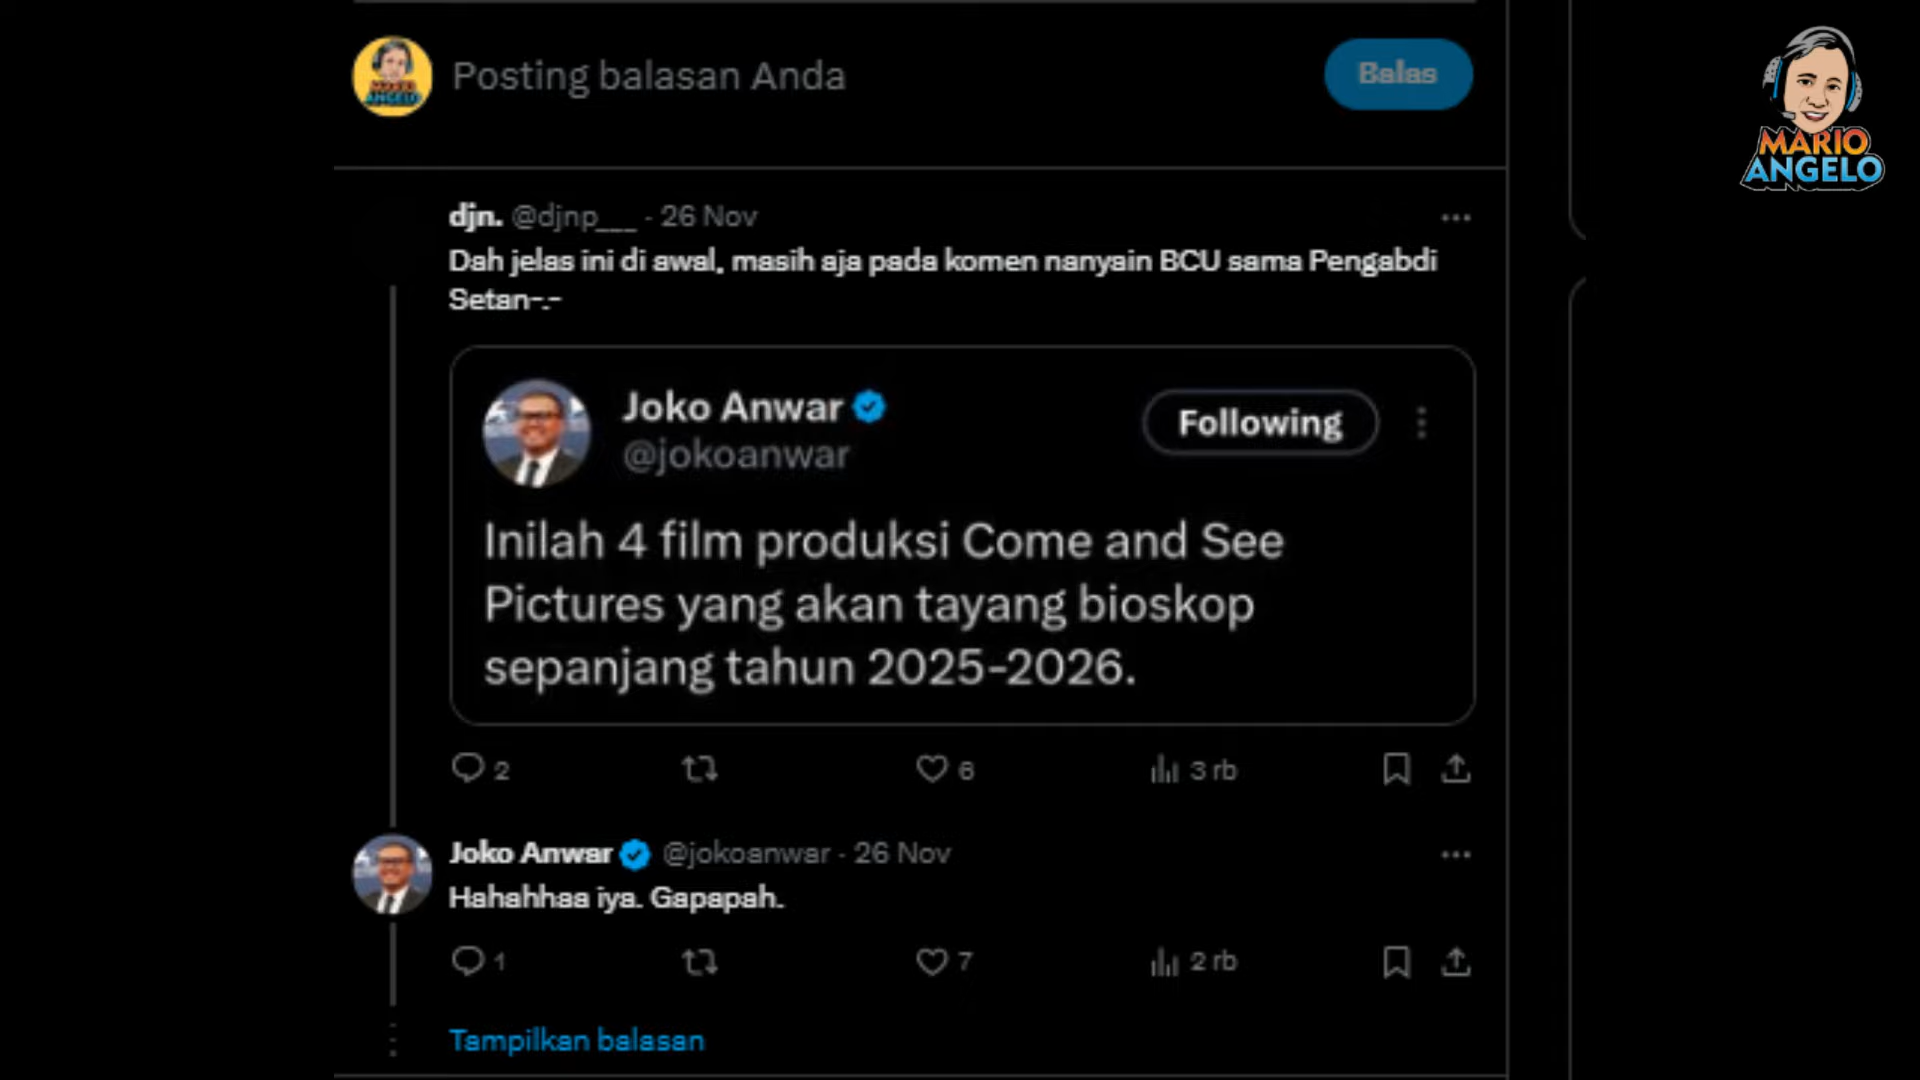 Posting balasan Anda
Balas
MARIO
ANGELO
MARIO
ANGELO
djn. @djnp___ · 26 Nov
Dah jelas ini di awal, masih aja pada komen nanyain BCU sama Pengabdi
Setan-.-
Joko Anwar
@jokoanwar
Following
Inilah 4 film produksi Come and See
Pictures yang akan tayang bioskop
sepanjang tahun 2025-2026.
2
6
3 rb
Joko Anwar @jokoanwar · 26 Nov
Hahahhaa iya. Gapapah.
1
7
2 rb
Tampilkan balasan